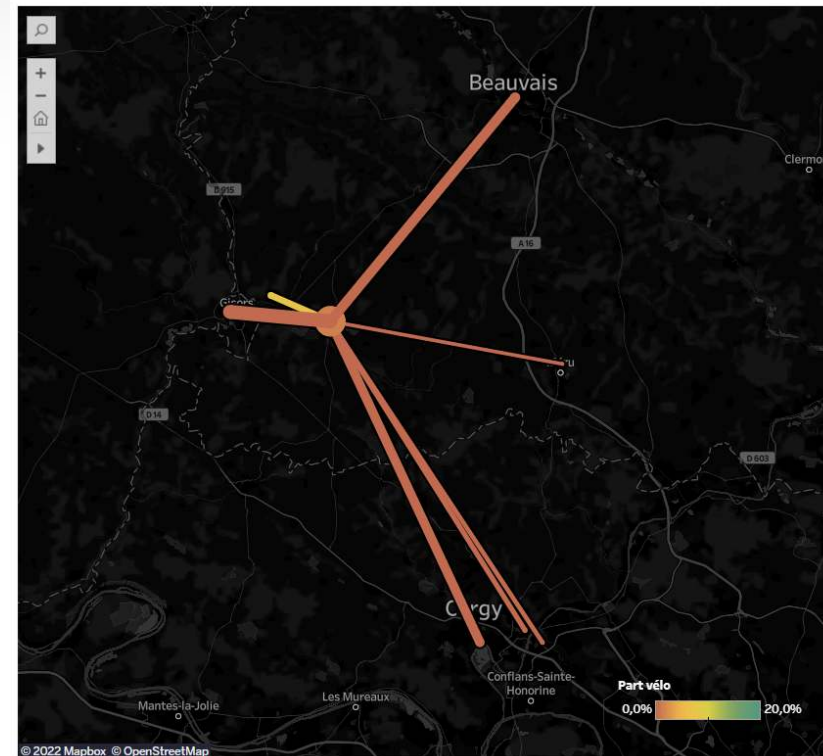 Beauvais
Clermo
D 915
A 16
Gisors
D 14
D 603
Cergy
Conflans-Sainte-
Honorine
Part vélo
Mantes-la-Jolie
Les Mureaux
0,0%
20,0%
© 2022 Mapbox © OpenStreetMap